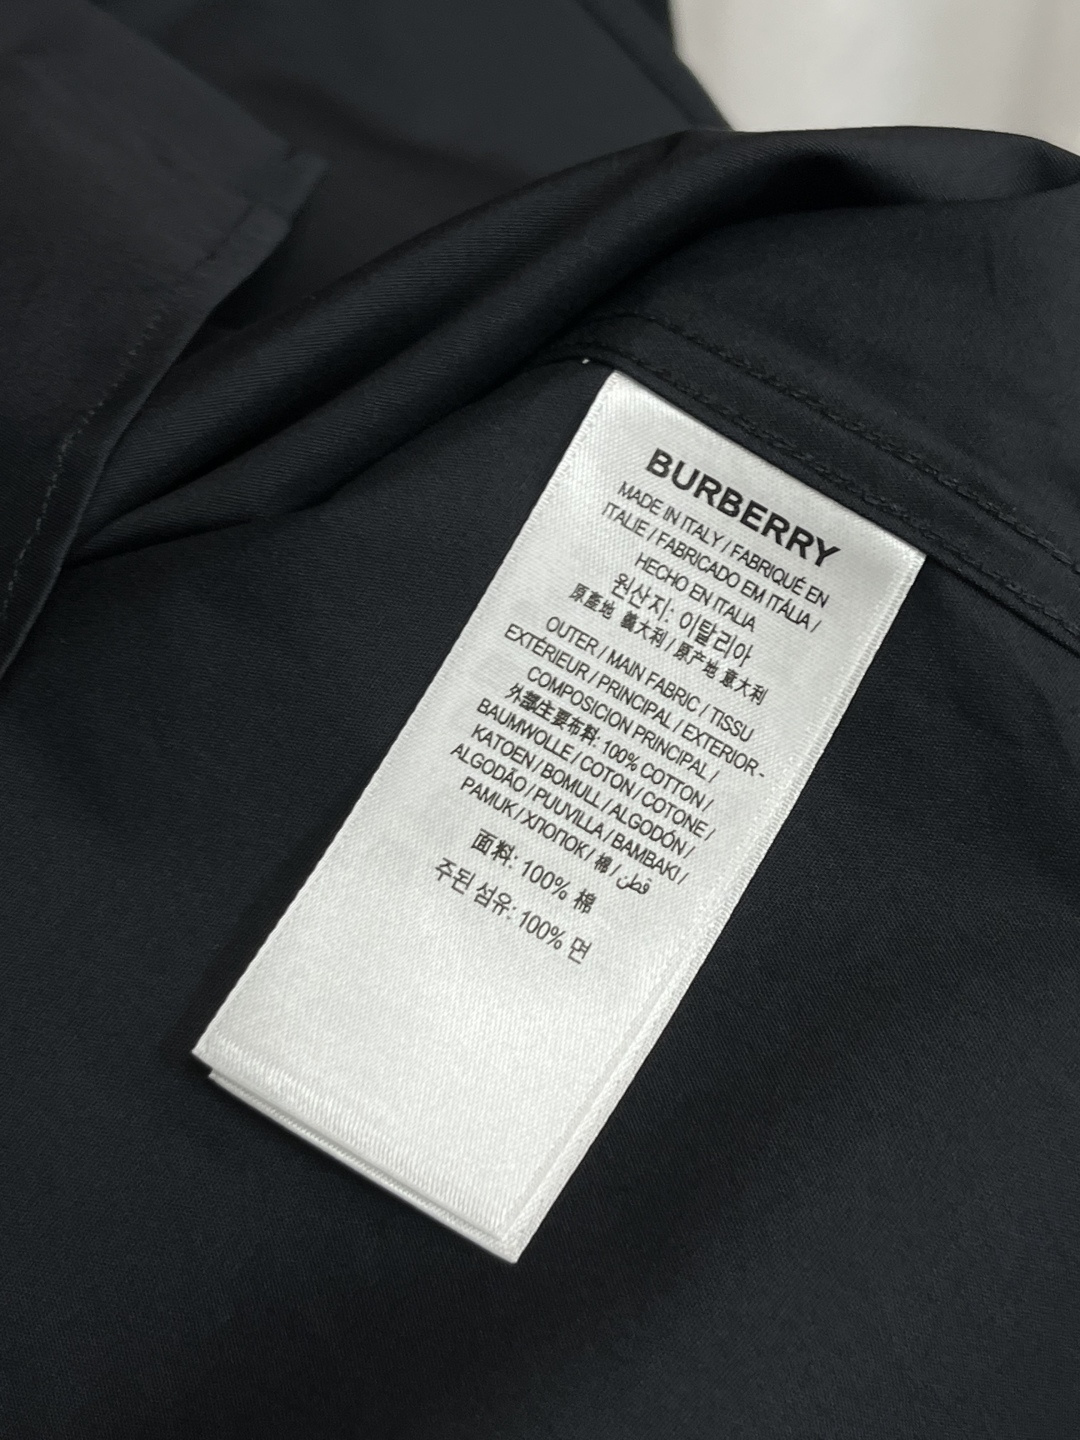 BURBERRY
MADE IN ITALY / FABRIQUÉ EN
ITALIE / FABRICADO EM ITÁLIA /
HECHO EN ITALIA
원산지: 이탈리아
原產地 義大利 / 原产地 意大利
OUTER / MAIN FABRIC / TISSU
EXTÉRIEUR / PRINCIPAL / EXTERIOR -
COMPOSICION PRINCIPAL /
外部主要布料: 100% COTTON /
BAUMWOLLE / COTON / COTONE /
KATOEN / BOMULL / ALGODÓN /
ALGODÃO / PUUVILLA / BAMBAKI /
PAMUK / ХЛОПОК / 棉 / قطن
面料: 100% 棉
주된 섬유: 100% 면